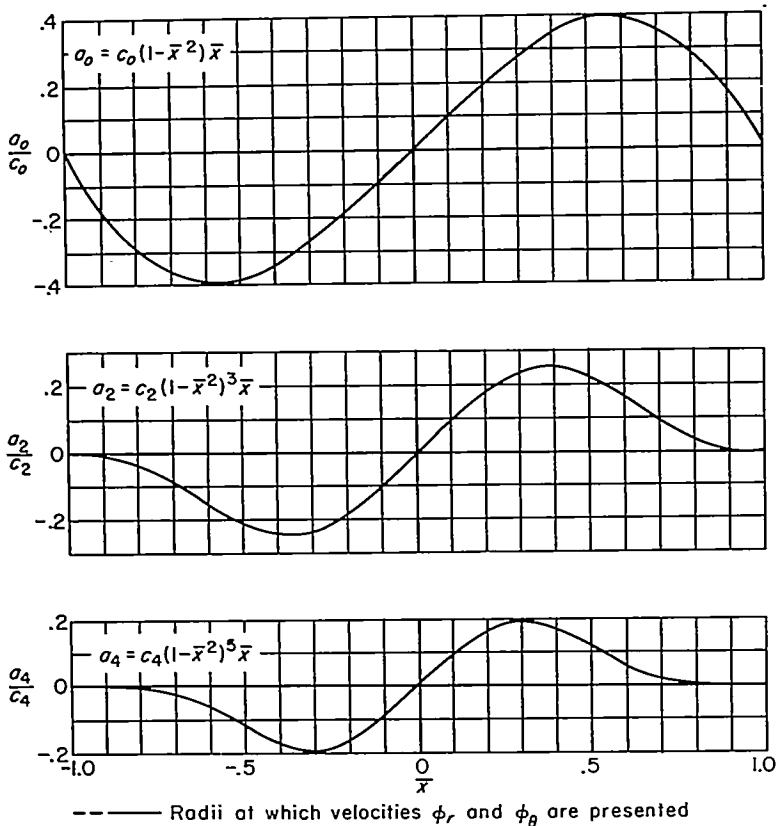 .4
a₀ = c₀(1-x̄²)x̄
.2
a₀/c₀
0
-.2
-.4
.2
a₂ = c₂(1-x̄²)³x̄
a₂/c₂
0
-.2
.2
a₄ = c₄(1-x̄²)⁵x̄
a₄/c₄
0
-.2
-1.0 -.5 0 .5 1.0
x̄
Radii at which velocities ϕᵣ and ϕ_θ are presented